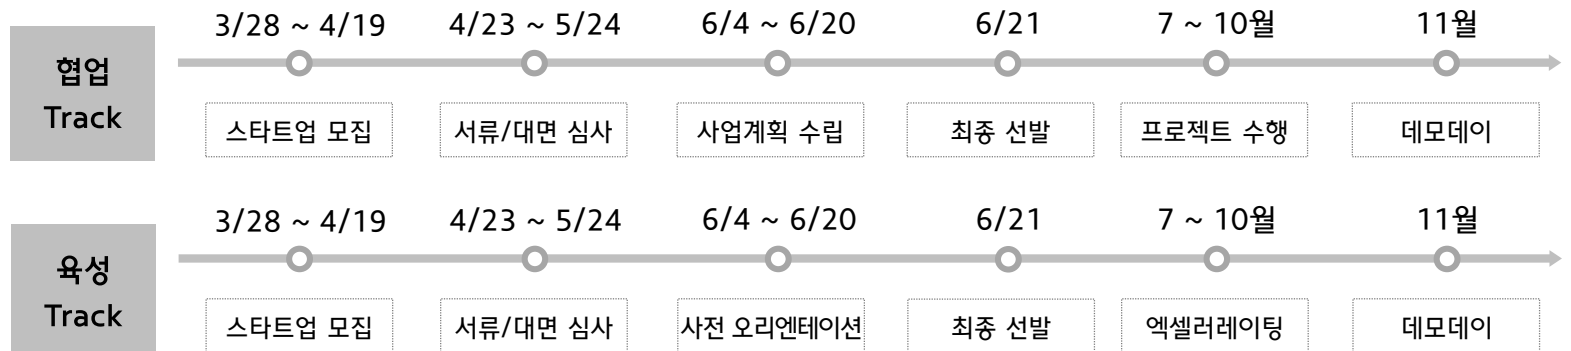 협업
Track
3/28 ~ 4/19
4/23 ~ 5/24
6/4 ~ 6/20
6/21
7 ~ 10월
11월
스타트업 모집
서류/대면 심사
사업계획 수립
최종 선발
프로젝트 수행
데모데이
육성
Track
3/28 ~ 4/19
4/23 ~ 5/24
6/4 ~ 6/20
6/21
7 ~ 10월
11월
스타트업 모집
서류/대면 심사
사전 오리엔테이션
최종 선발
엑셀러레이팅
데모데이